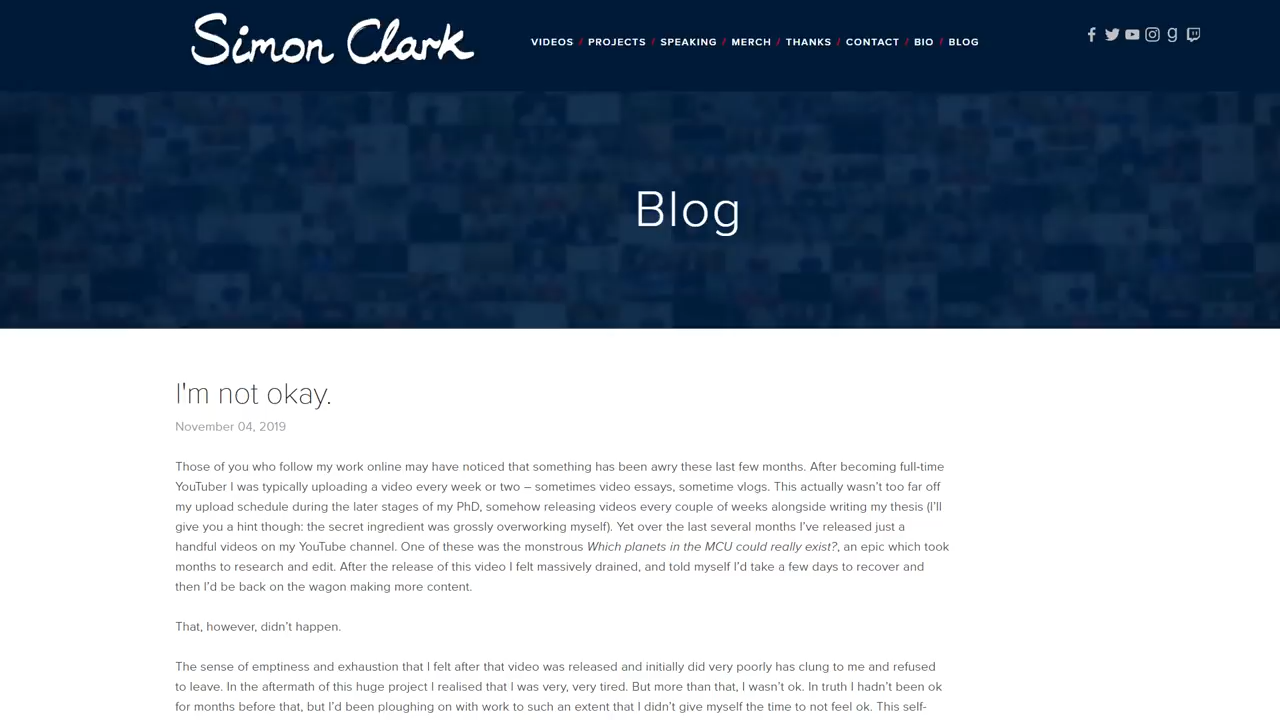 Simon Clark
VIDEOS / PROJECTS / SPEAKING / MERCH / THANKS / CONTACT / BIO / BLOG
Blog
I'm not okay.
November 04, 2019
Those of you who follow my work online may have noticed that something has been awry these last few months. After becoming full-time
YouTuber I was typically uploading a video every week or two – sometimes video essays, sometime vlogs. This actually wasn’t too far off
my upload schedule during the later stages of my PhD, somehow releasing videos every couple of weeks alongside writing my thesis (I’ll
give you a hint though: the secret ingredient was grossly overworking myself). Yet over the last several months I’ve released just a
handful videos on my YouTube channel. One of these was the monstrous Which planets in the MCU could really exist?, an epic which took
months to research and edit. After the release of this video I felt massively drained, and told myself I’d take a few days to recover and
then I’d be back on the wagon making more content.
That, however, didn’t happen.
The sense of emptiness and exhaustion that I felt after that video was released and initially did very poorly has clung to me and refused
to leave. In the aftermath of this huge project I realised that I was very, very tired. But more than that, I wasn’t ok. In truth I hadn’t been ok
for months before that, but I’d been ploughing on with work to such an extent that I didn’t give myself the time to not feel ok. This self-